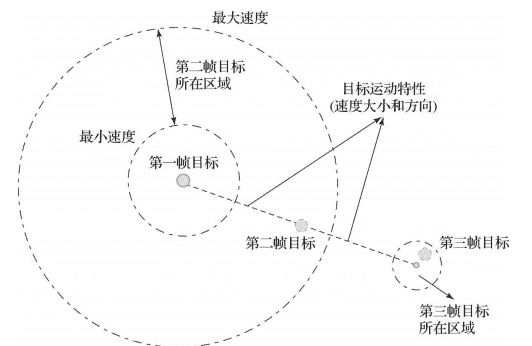 最大速度
第二帧目标
所在区域
目标运动特性
(速度大小和方向)
最小速度
第一帧目标
第二帧目标
第三帧目标
第三帧目标
所在区域